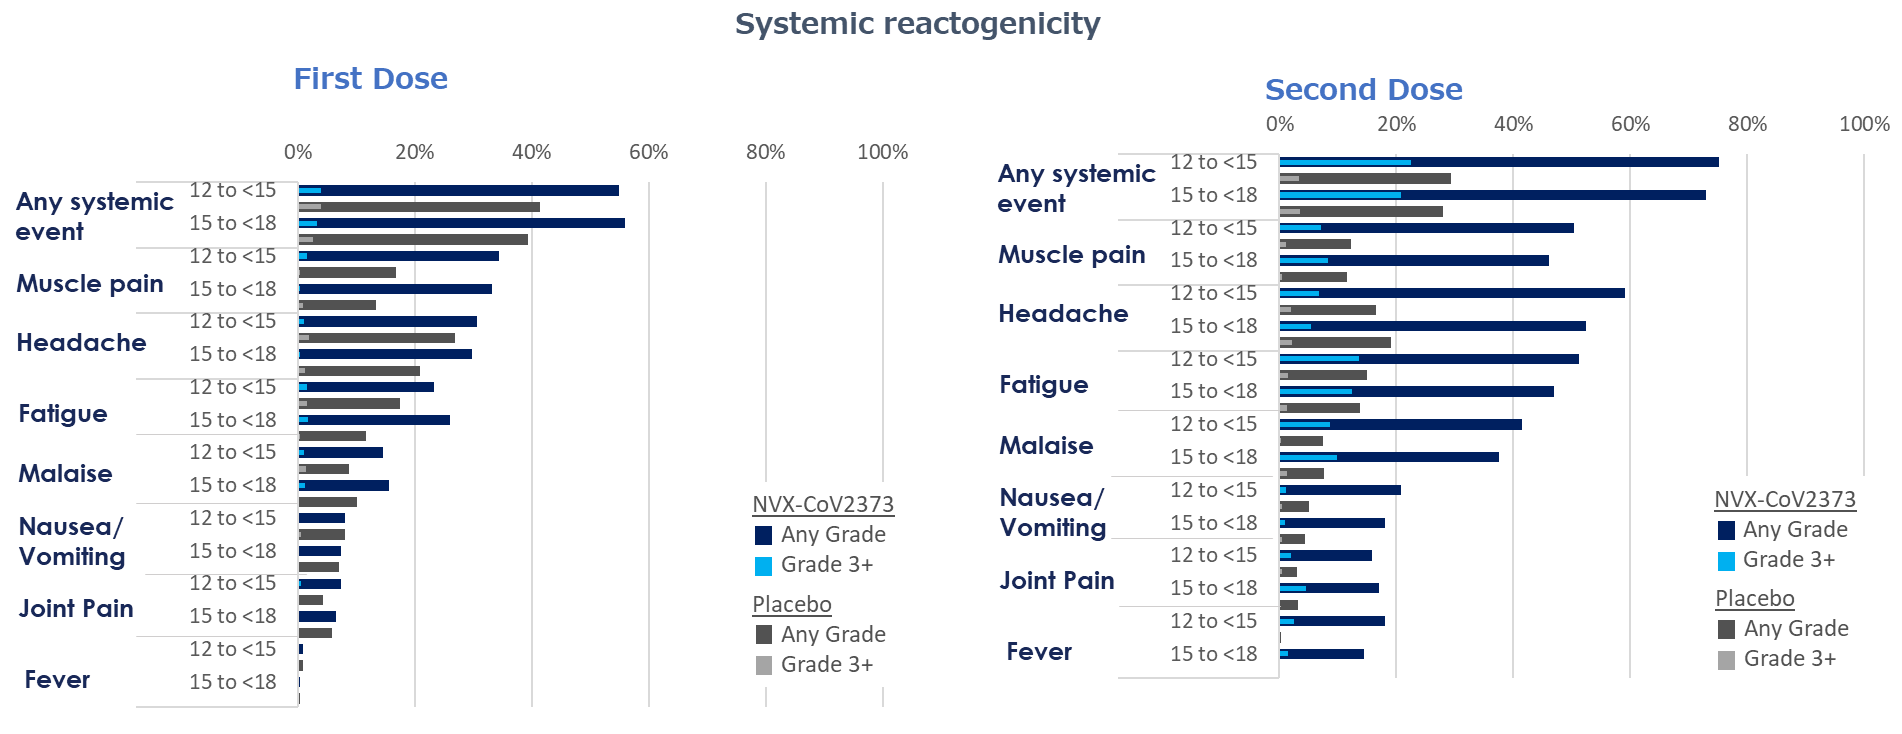 Systemic reactogenicity
First Dose
0% 20% 40% 60% 80% 100%
Any systemic
event
12 to <15
15 to <18
Muscle pain
12 to <15
15 to <18
Headache
12 to <15
15 to <18
Fatigue
12 to <15
15 to <18
Malaise
12 to <15
15 to <18
Nausea/
Vomiting
12 to <15
15 to <18
Joint Pain
12 to <15
15 to <18
Fever
12 to <15
15 to <18
NVX-CoV2373
Any Grade
Grade 3+
Placebo
Any Grade
Grade 3+
Second Dose
0% 20% 40% 60% 80% 100%
Any systemic
event
12 to <15
15 to <18
Muscle pain
12 to <15
15 to <18
Headache
12 to <15
15 to <18
Fatigue
12 to <15
15 to <18
Malaise
12 to <15
15 to <18
Nausea/
Vomiting
12 to <15
15 to <18
Joint Pain
12 to <15
15 to <18
Fever
12 to <15
15 to <18
NVX-CoV2373
Any Grade
Grade 3+
Placebo
Any Grade
Grade 3+